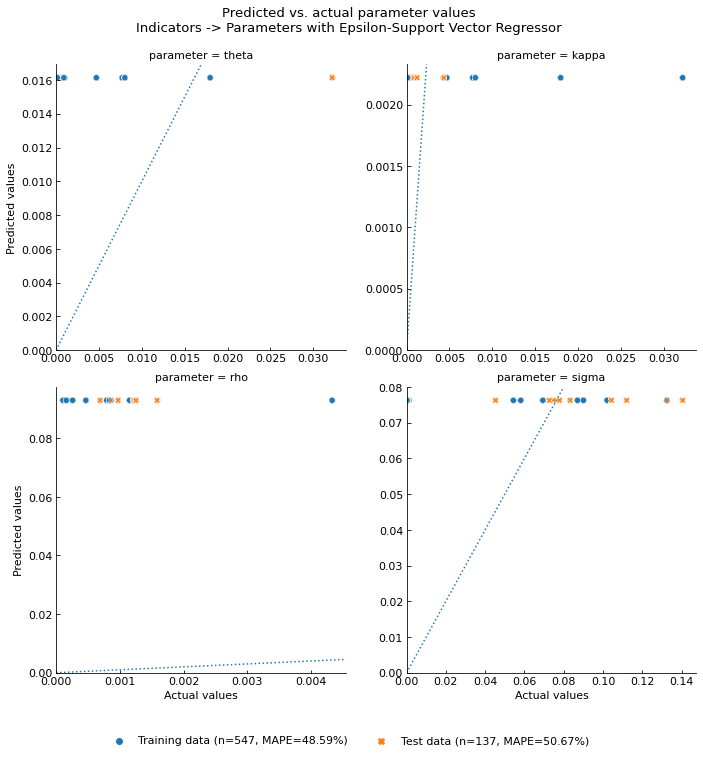 Predicted vs. actual parameter values
Indicators -> Parameters with Epsilon-Support Vector Regressor
parameter = theta
0.016
0.014
0.012
0.010
0.008
0.006
0.004
0.002
0.000
Predicted values
0.000 0.005 0.010 0.015 0.020 0.025 0.030
parameter = kappa
0.0020
0.0015
0.0010
0.0005
0.0000
0.000 0.005 0.010 0.015 0.020 0.025 0.030
parameter = rho
0.08
0.06
0.04
0.02
0.00
Predicted values
0.000 0.001 0.002 0.003 0.004
Actual values
parameter = sigma
0.08
0.07
0.06
0.05
0.04
0.03
0.02
0.01
0.00
0.00 0.02 0.04 0.06 0.08 0.10 0.12 0.14
Actual values
Training data (n=547, MAPE=48.59%) Test data (n=137, MAPE=50.67%)